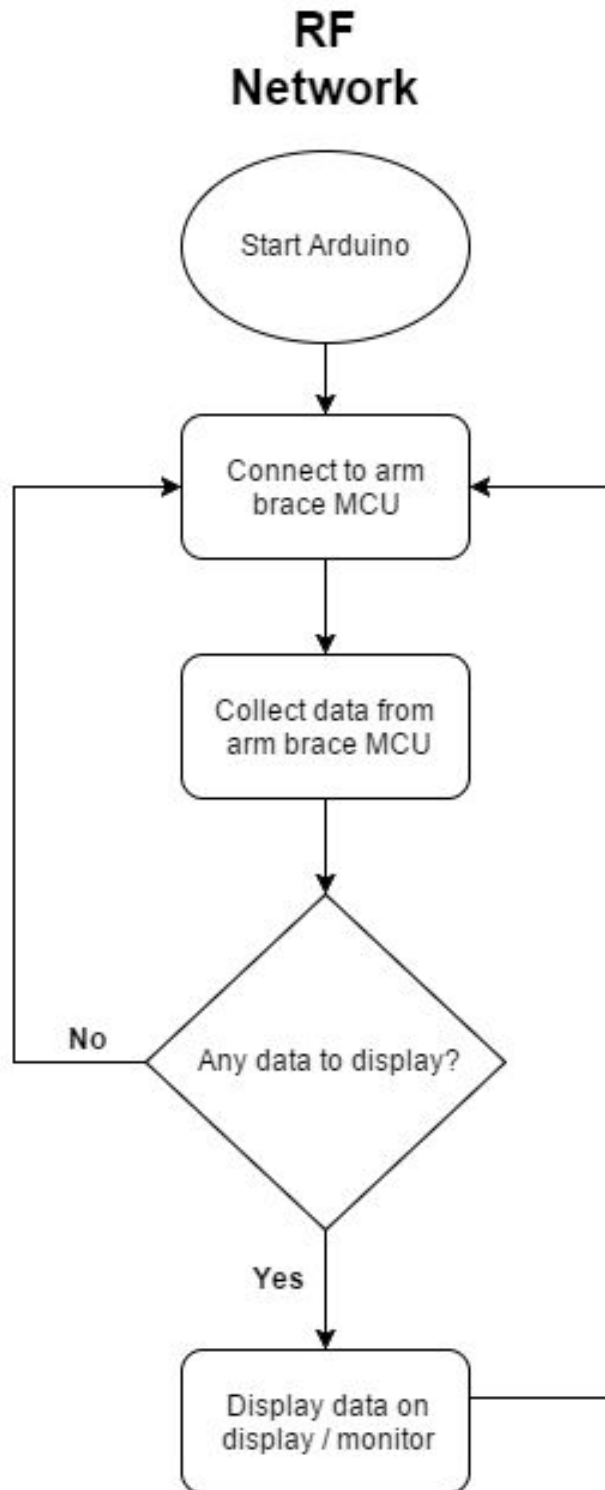 RF
Network
Start Arduino
Connect to arm
brace MCU
Collect data from
arm brace MCU
No
Any data to display?
Yes
Display data on
display / monitor